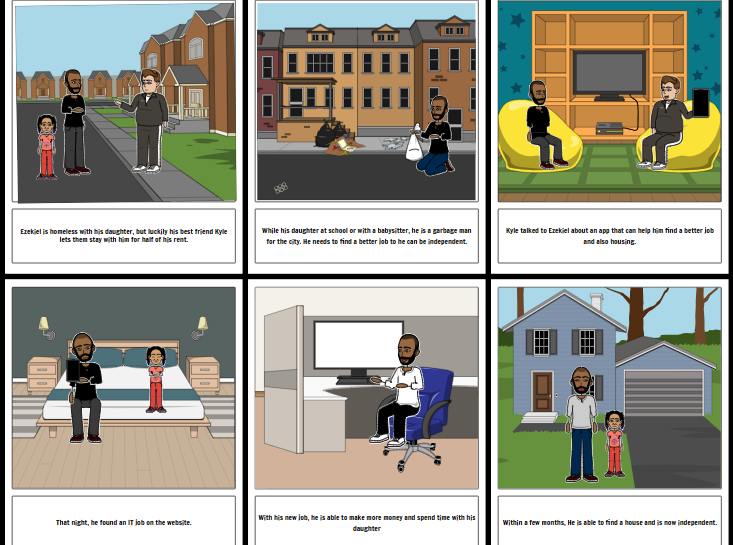 Ezekiel is homeless with his daughter, but luckily his best friend Kyle
lets them stay with him for half of his rent.
While his daughter at school or with a babysitter, he is a garbage man
for the city. He needs to find a better job to he can be independent.
Kyle talked to Ezekiel about an app that can help him find a better job
and also housing.
That night, he found an IT job on the website.
With his new job, he is able to make more money and spend time with his
daughter
Within a few months, He is able to find a house and is now independent.